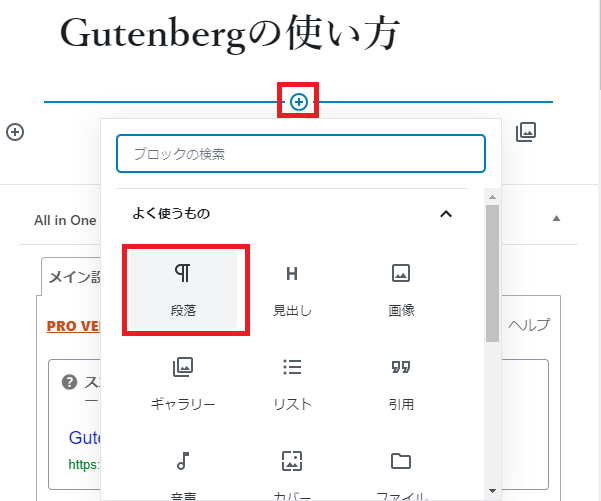 Gutenbergの使い方
ブロックの検索
All in One
よく使うもの
メイン設
段落
見出し
画像
PRO VE
ヘルプ
ギャラリー
リスト
引用
Gute
https:
音声
カバー
ファイル